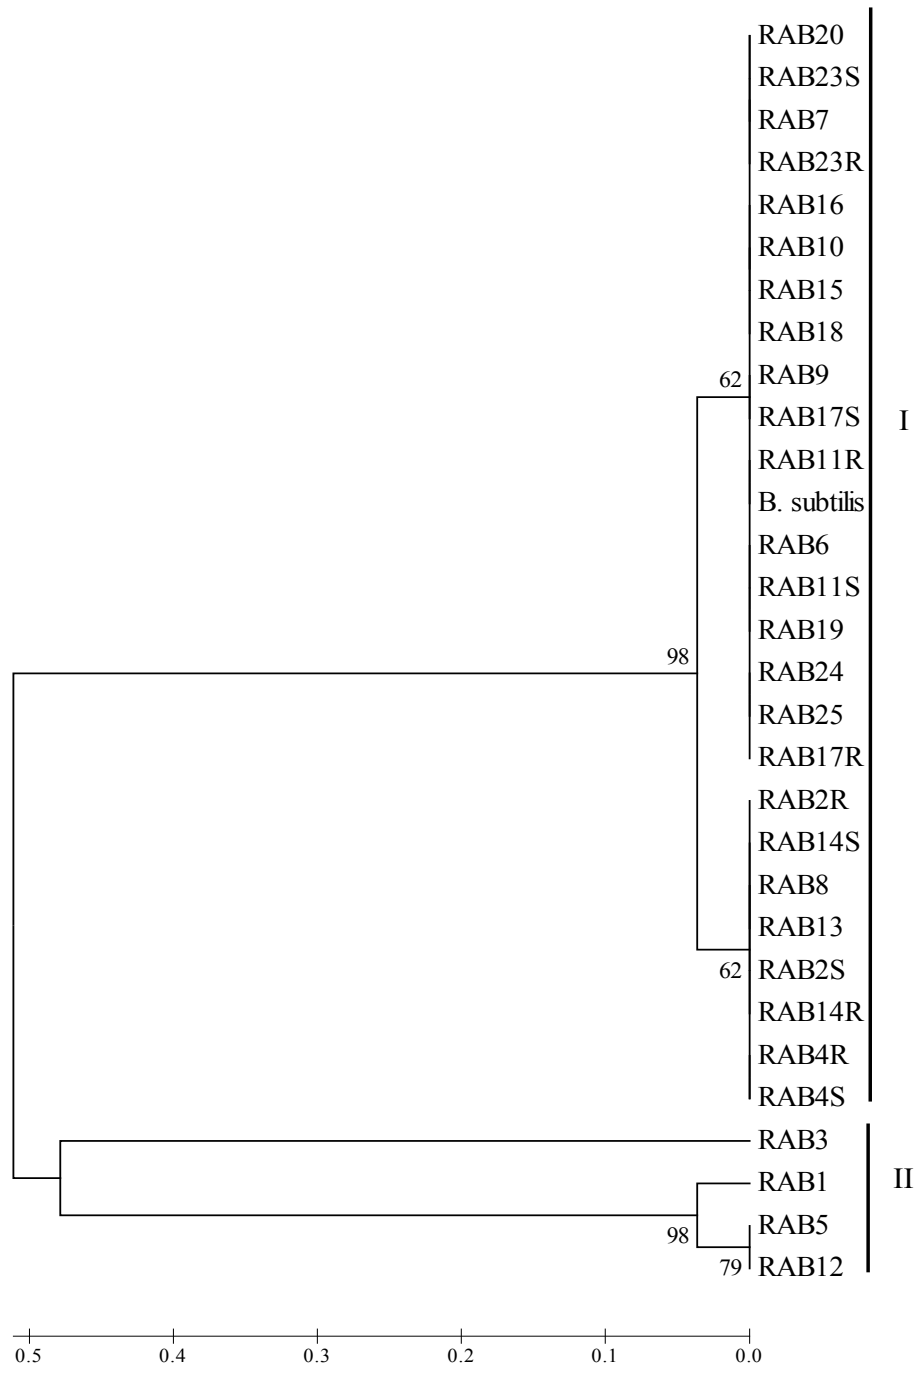 RAB20
RAB23S
RAB7
RAB23R
RAB16
RAB10
RAB15
RAB18
62
RAB9
RAB17S
I
RAB11R
B. subtilis
RAB6
RAB11S
RAB19
98
RAB24
RAB25
RAB17R
RAB2R
RAB14S
RAB8
RAB13
62
RAB2S
RAB14R
RAB4R
RAB4S
RAB3
RAB1
II
RAB5
98
79
RAB12
0.5 0.4 0.3 0.2 0.1 0.0